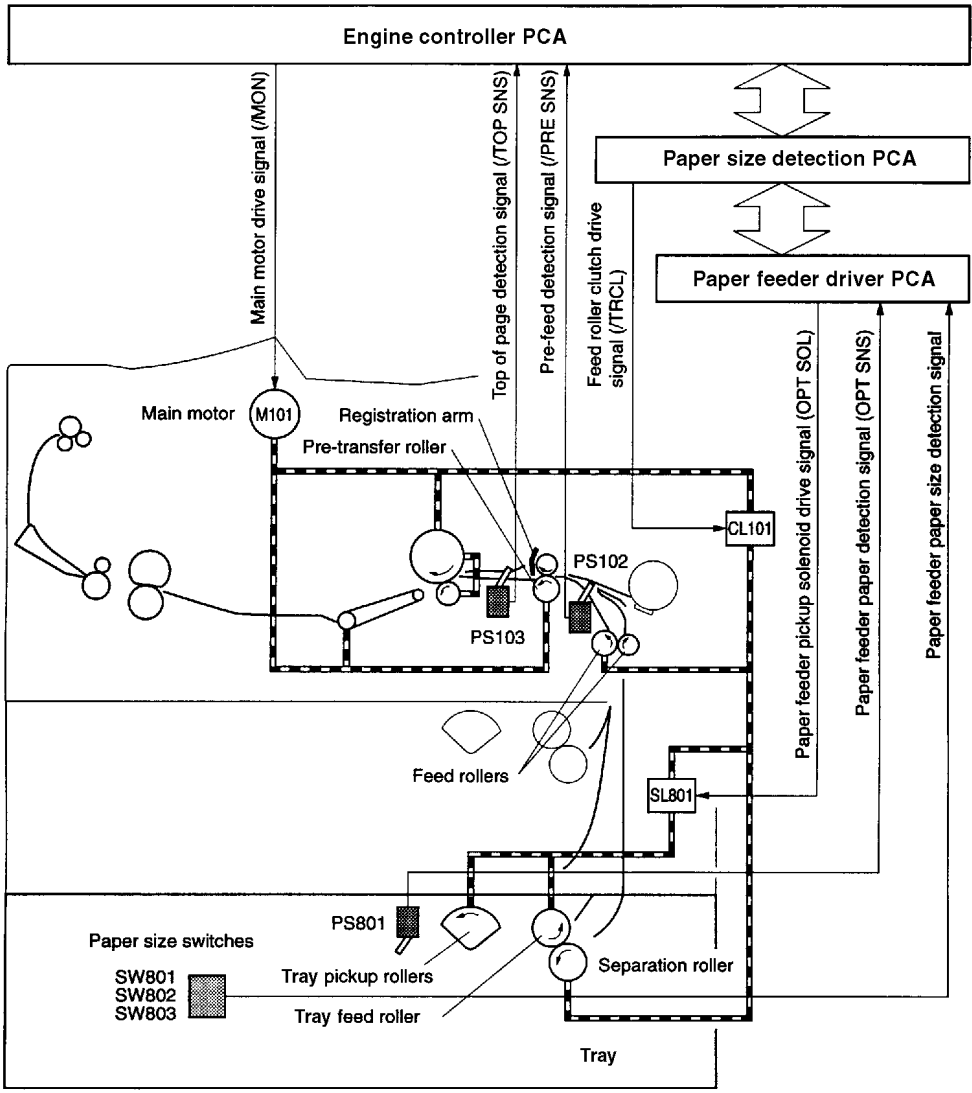 Engine controller PCA
Main motor drive signal (/MON)
Top of page detection signal (/TOP SNS)
Pre-feed detection signal (/PRE SNS)
Feed roller clutch drive
signal (/TRCL)
Paper size detection PCA
Paper feeder driver PCA
Paper feeder pickup solenoid drive signal (OPT SOL)
Paper feeder paper detection signal (OPT SNS)
Paper feeder paper size detection signal
Main motor
M101
Registration arm
Pre-transfer roller
CL101
PS102
PS103
Feed rollers
SL801
PS801
Paper size switches
SW801
SW802
SW803
Tray pickup rollers
Separation roller
Tray feed roller
Tray